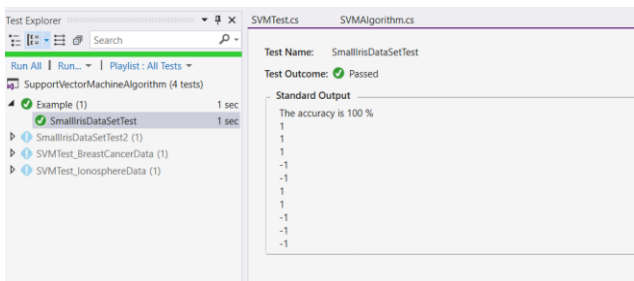 Test Explorer
Search
Run All | Run... | Playlist : All Tests
SupportVectorMachineAlgorithm (4 tests)
Example (1) 1 sec
SmallIrisDataSetTest 1 sec
SmallIrisDataSetTest2 (1)
SVMTest_BreastCancerData (1)
SVMTest_IonosphereData (1)
SVMTest.cs SVMAlgorithm.cs
Test Name: SmallIrisDataSetTest
Test Outcome: Passed
Standard Output
The accuracy is 100 %
1
1
1
-1
-1
1
1
-1
-1
-1